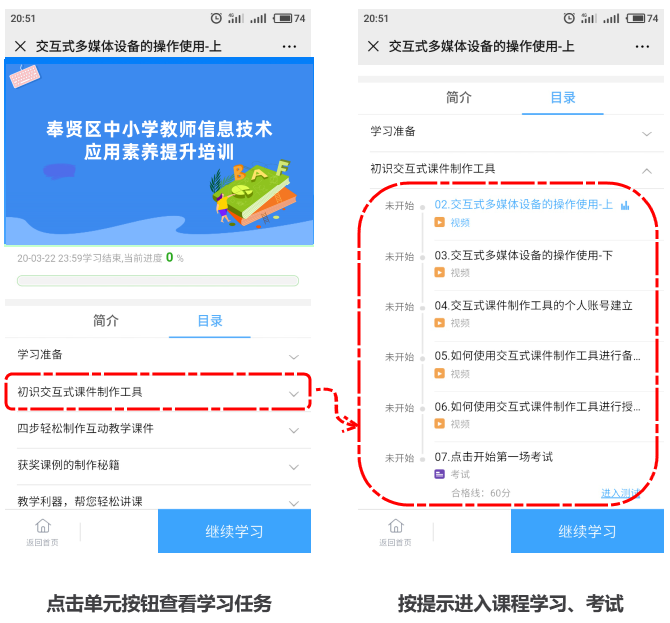 20:51
4G
74
交互式多媒体设备的操作使用-上
奉贤区中小学教师信息技术
应用素养提升培训
BAF
20-03-22 23:59学习结束,当前进度 0 %
简介
目录
学习准备
初识交互式课件制作工具
四步轻松制作互动教学课件
获奖课例的制作秘籍
教学利器，帮您轻松讲课
返回首页
继续学习
点击单元按钮查看学习任务
20:51
4G
74
交互式多媒体设备的操作使用-上
简介
目录
学习准备
初识交互式课件制作工具
未开始
02.交互式多媒体设备的操作使用-上
视频
未开始
03.交互式多媒体设备的操作使用-下
视频
未开始
04.交互式课件制作工具的个人账号建立
视频
未开始
05.如何使用交互式课件制作工具进行备...
视频
未开始
06.如何使用交互式课件制作工具进行授...
视频
未开始
07.点击开始第一场考试
考试
合格线：60分
进入测试
返回首页
继续学习
按提示进入课程学习、考试